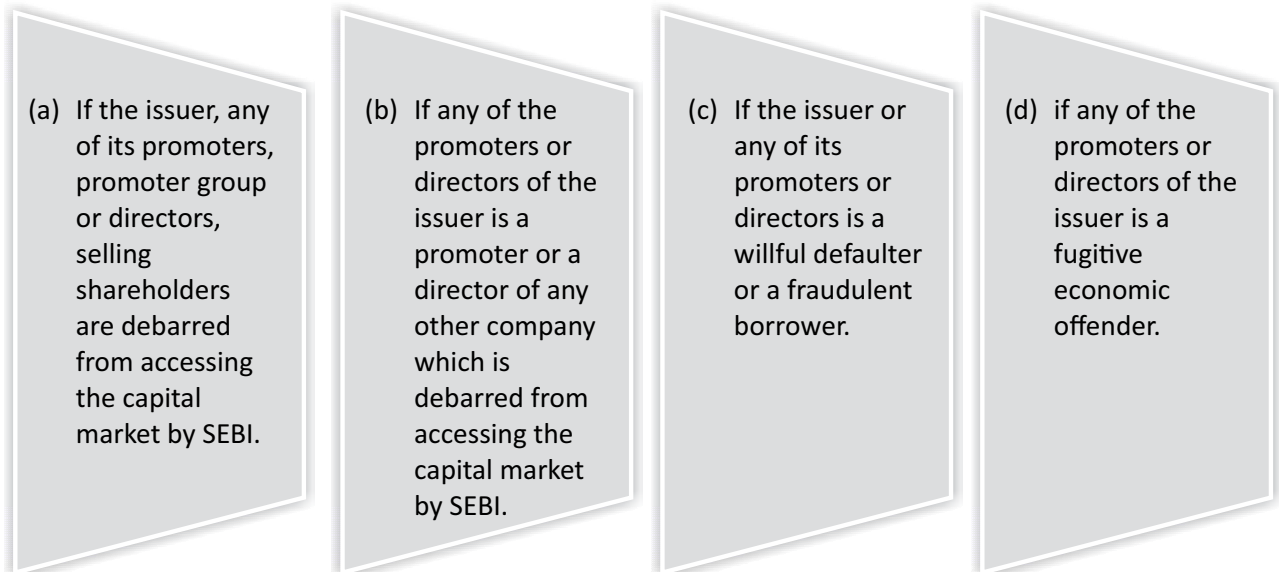 (a) If the issuer, any
of its promoters,
promoter group
or directors,
selling
shareholders
are debarred
from accessing
the capital
market by SEBI.
(b) If any of the
promoters or
directors of the
issuer is a
promoter or a
director of any
other company
which is
debarred from
accessing the
capital market
by SEBI.
(c) If the issuer or
any of its
promoters or
directors is a
willful defaulter
or a fraudulent
borrower.
(d) if any of the
promoters or
directors of the
issuer is a
fugitive
economic
offender.